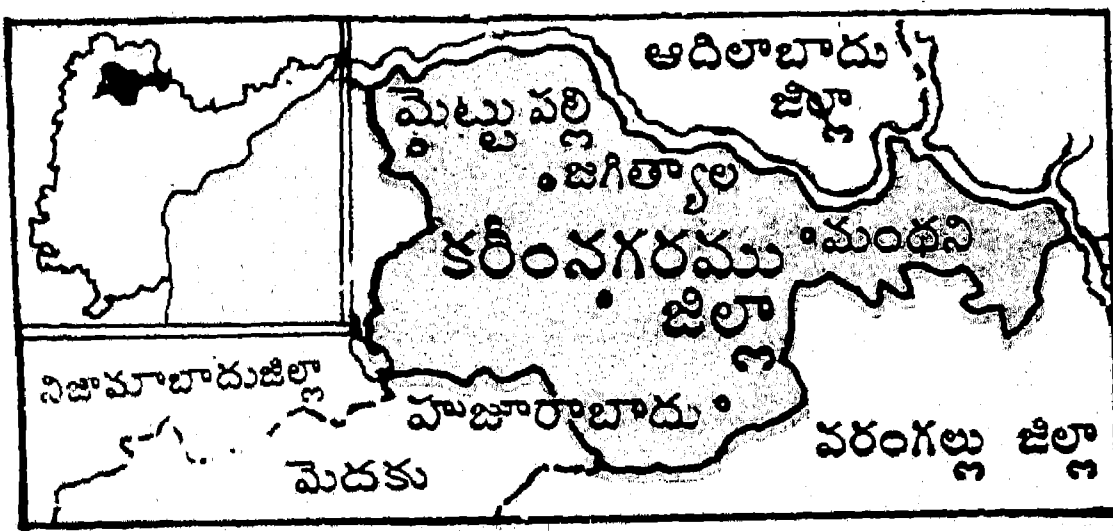 ఆదిలాబాదు
జిల్లా
మెట్టుపల్లి
జగిత్యాల
కరీంనగరము
జిల్లా
మంథని
నిజామాబాదుజిల్లా
హుజూరాబాదు
వరంగల్లు జిల్లా
మెదకు